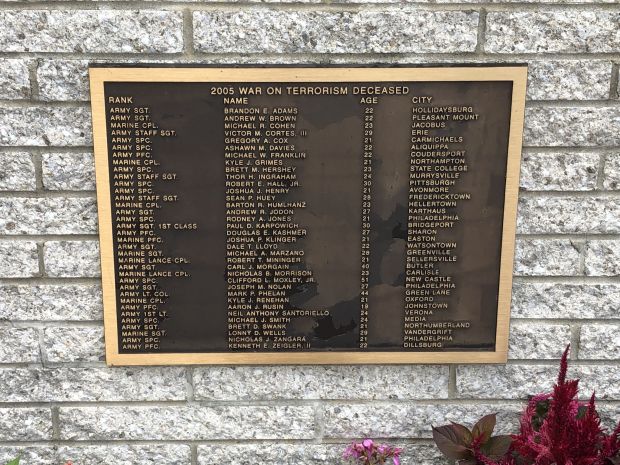 2005 WAR ON TERRORISM DECEASED
RANK NAME AGE CITY
ARMY SGT. BRANDON E. ADAMS 22 HOLLIDAYSBURG
ARMY SGT. ANDREW W. BROWN 22 PLEASANT MOUNT
MARINE CPL. MICHAEL R. COHEN 23 JACOBUS
ARMY STAFF SGT. VICTOR M. CORTES, III 29 ERIE
ARMY SPC. GREGORY A. COX 21 CARMICHAELS
ARMY SPC. ASHAWN M. DAVIES 22 ALIQUIPPA
ARMY PFC. MICHAEL W. FRANKLIN 22 COUDERSPORT
MARINE CPL. KYLE J. GRIMES 21 NORTHAMPTON
ARMY SPC. BRETT M. HERSHEY 23 STATE COLLEGE
ARMY STAFF SGT. THOR H. INGRAHAM 24 MURRYSVILLE
ARMY SPC. ROBERT E. HALL, JR. 30 PITTSBURGH
ARMY SPC. JOSHUA J. HENRY 21 AVONMORE
ARMY STAFF SGT. SEAN P. HUEY 28 FREDERICKTOWN
MARINE CPL. BARTON R. HUMLHANZ 23 HELLERTOWN
ARMY SGT. ANDREW R. JODON 27 KARTHAUS
ARMY SPC. RODNEY A. JONES 21 PHILADELPHIA
ARMY SGT. 1ST CLASS PAUL D. KARPOWICH 30 BRIDGEPORT
ARMY PFC. DOUGLAS E. KASHMER 27 SHARON
MARINE PFC. JOSHUA P. KLINGER 21 EASTON
ARMY SGT. DALE T. LLOYD 22 WATSONTOWN
MARINE SGT. MICHAEL A. MARZANO 28 GREENVILLE
MARINE LANCE CPL. ROBERT T. MININGER 21 SELLERSVILLE
ARMY SGT. CARL J. MORGAIN BUTLER
MARINE LANCE CPL. NICHOLAS B. MORRISON 23 CARLISLE
ARMY SPC. CLIFFORD L. MOXLEY, JR. NEW CASTLE
ARMY SGT. JOSEPH M. NOLAN 27 PHILADELPHIA
ARMY LT. COL. MARK P. PHELAN 44 GREEN LANE
MARINE CPL. KYLE J. RENEHAN 21 OXFORD
ARMY PFC. AARON J. RUSIN 19 JOHNSTOWN
ARMY 1ST LT. NEIL ANTHONY SANTORIELLO 24 VERONA
ARMY SPC. MICHAEL J. SMITH 24 MEDIA
ARMY SGT. BRETT D. SWANK 21 NORTHUMBERLAND
MARINE SGT. LONNY D. WELLS 29 VANDERGRIFT
ARMY SPC. NICHOLAS J. ZANGARA 21 PHILADELPHIA
ARMY PFC. KENNETH E. ZEIGLER, II 22 DILLSBURG